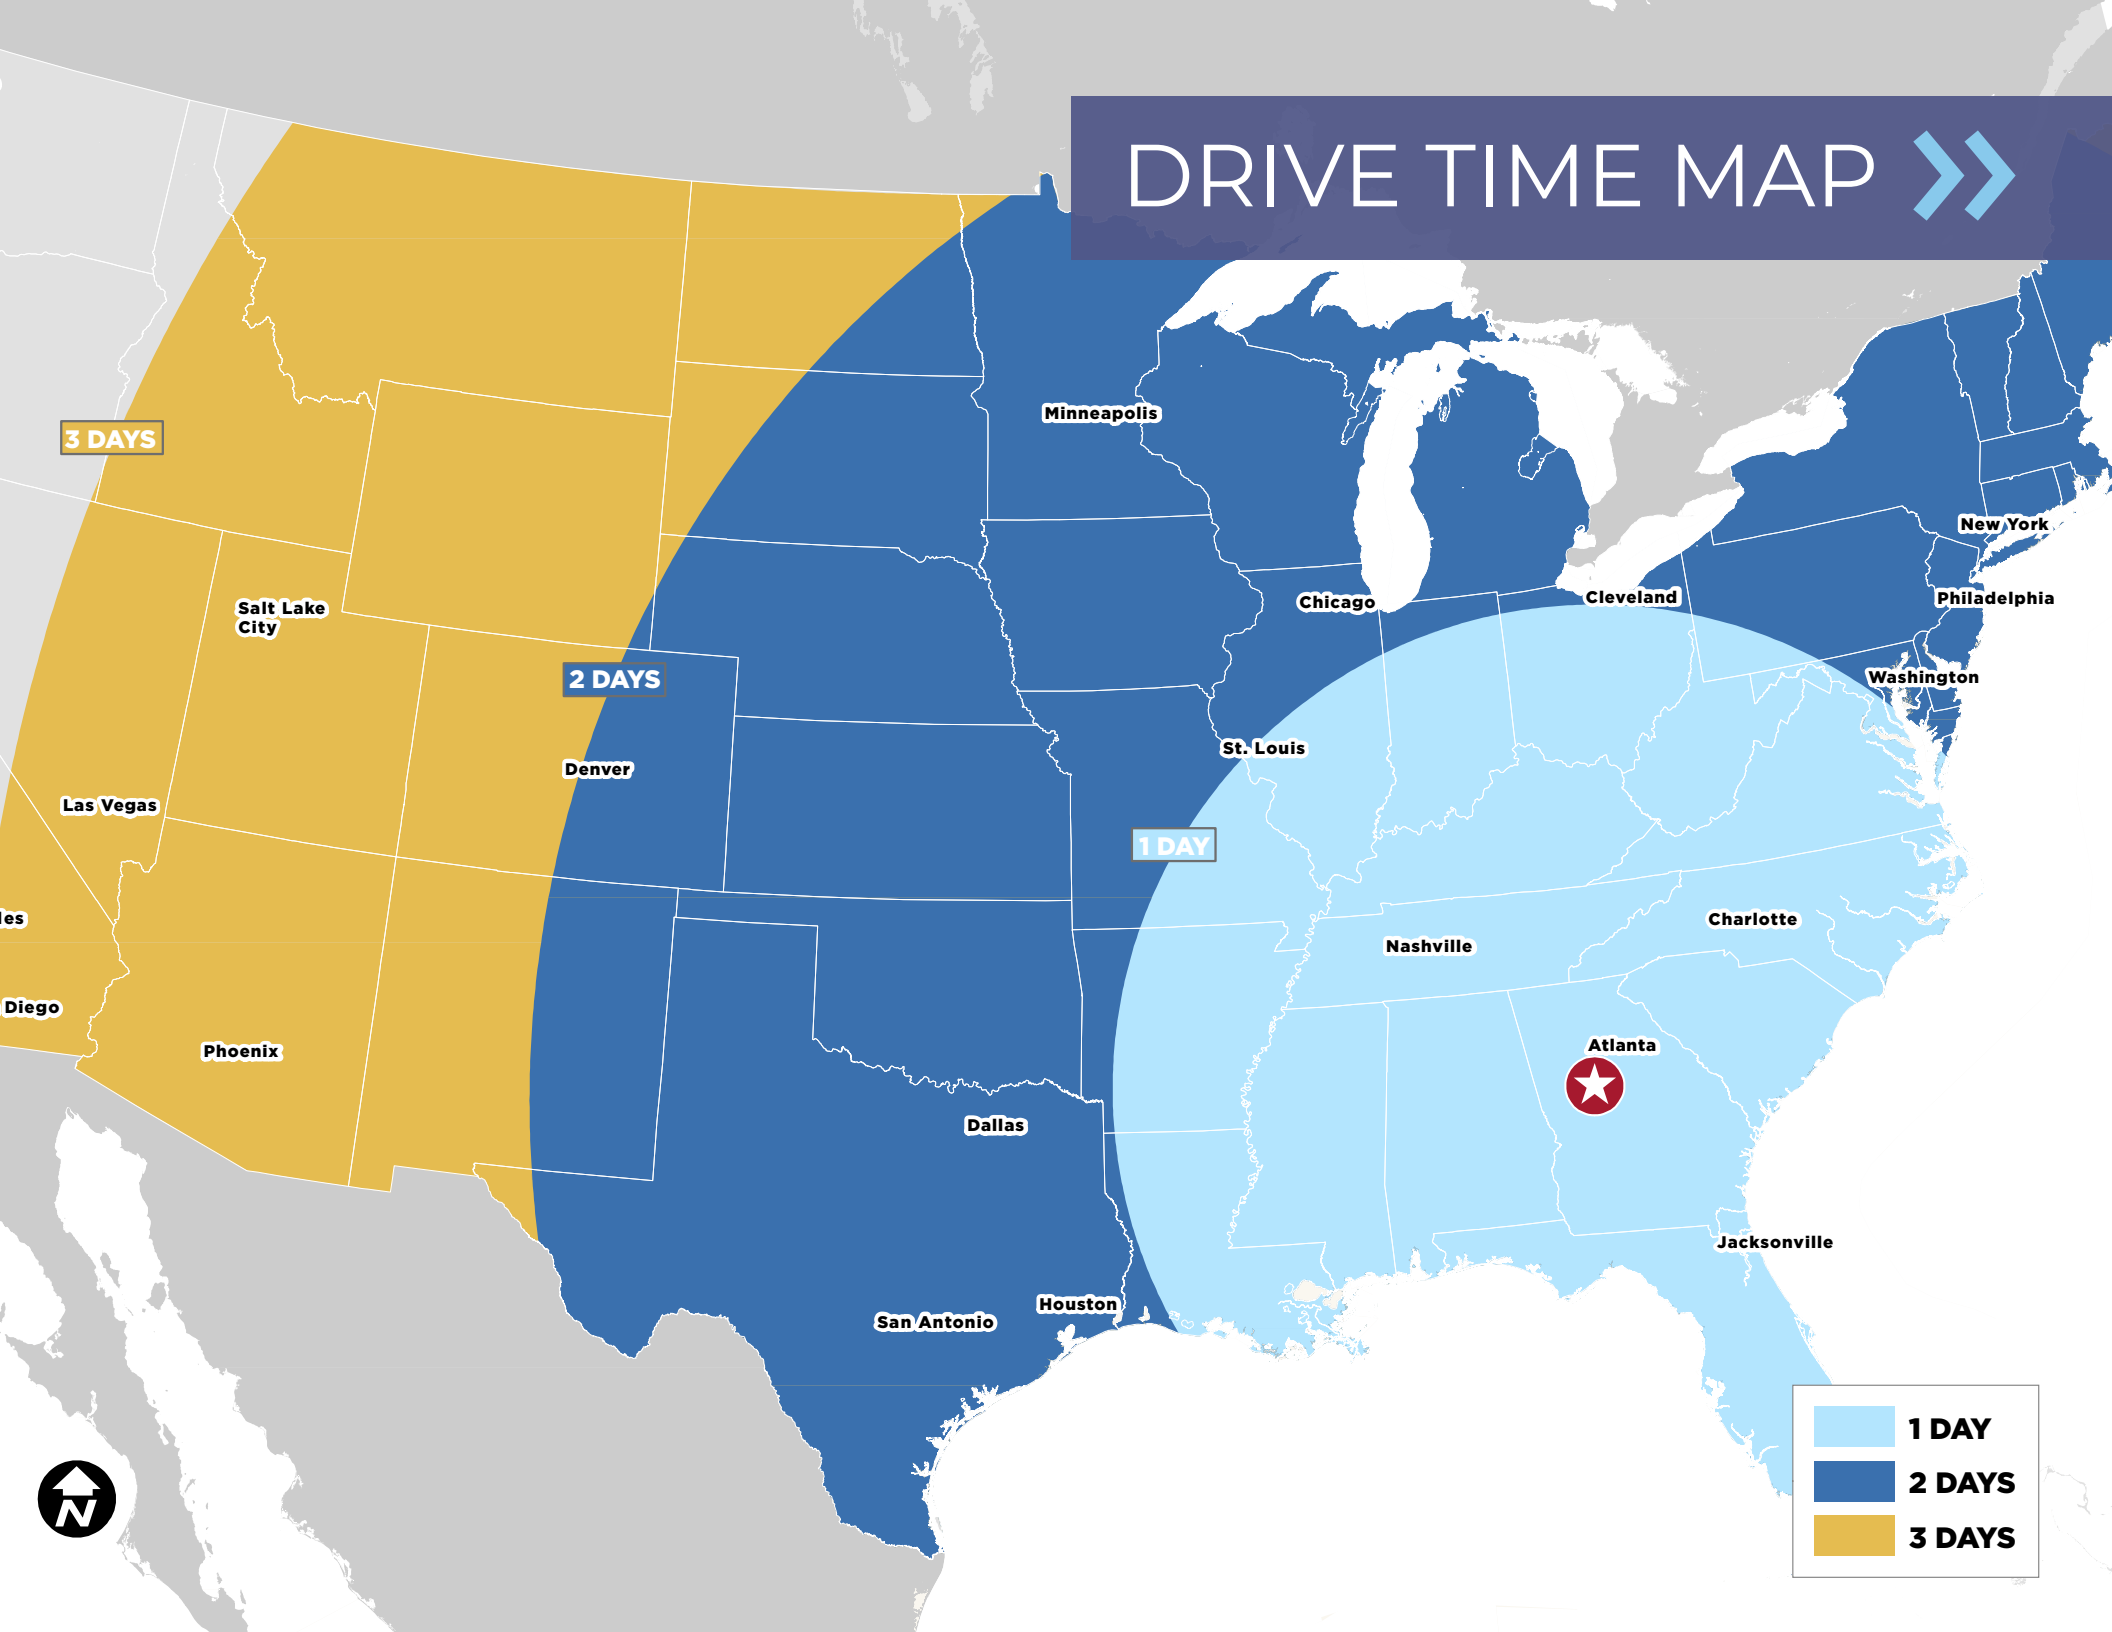 DRIVE TIME MAP
Minneapolis
3 DAYS
New York
Cleveland
Philadelphia
Chicago
Salt Lake
City
Washington
2 DAYS
St. Louis
Denver
Las Vegas
1 DAY
les
Charlotte
Nashville
Diego
Atlanta
Phoenix
Dallas
Jacksonville
Houston
San Antonio
1 DAY
2 DAYS
3 DAYS
N